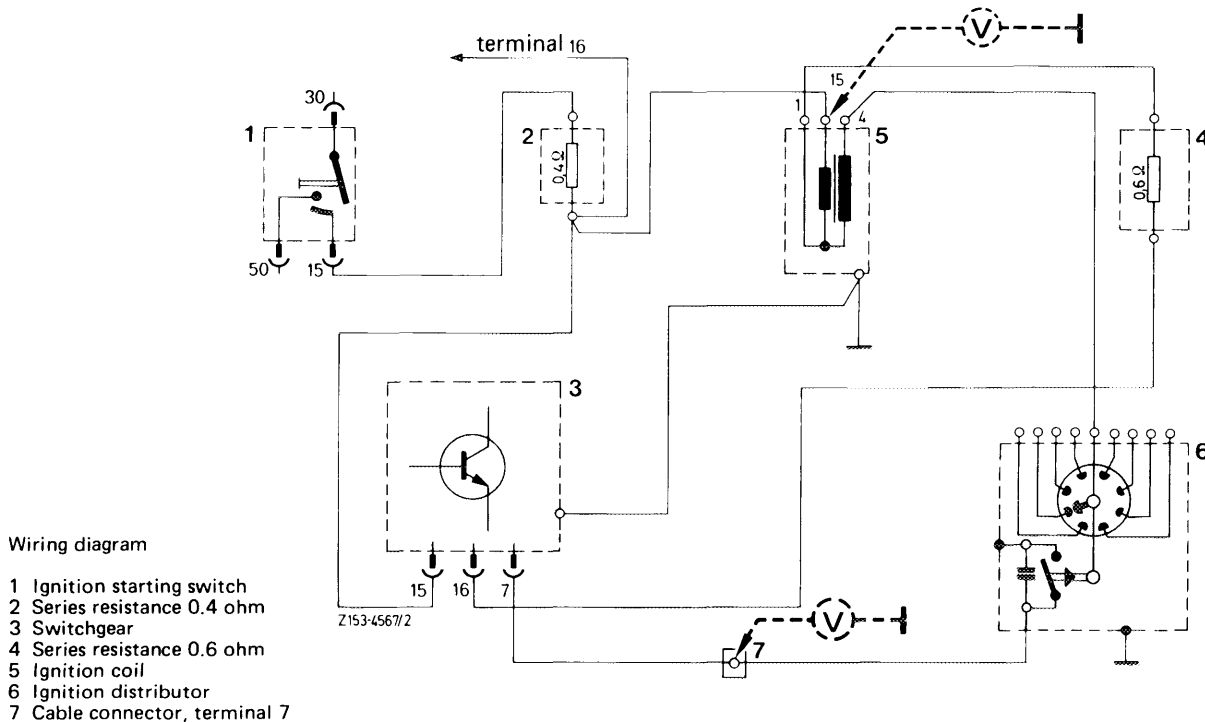 terminal 16
15
V
30
1
4
1
2
0,4 Ω
5
4
0,6 Ω
50
15
3
6
15
16
7
Z153-4567/2
V
7
Wiring diagram
1 Ignition starting switch
2 Series resistance 0.4 ohm
3 Switchgear
4 Series resistance 0.6 ohm
5 Ignition coil
6 Ignition distributor
7 Cable connector, terminal 7